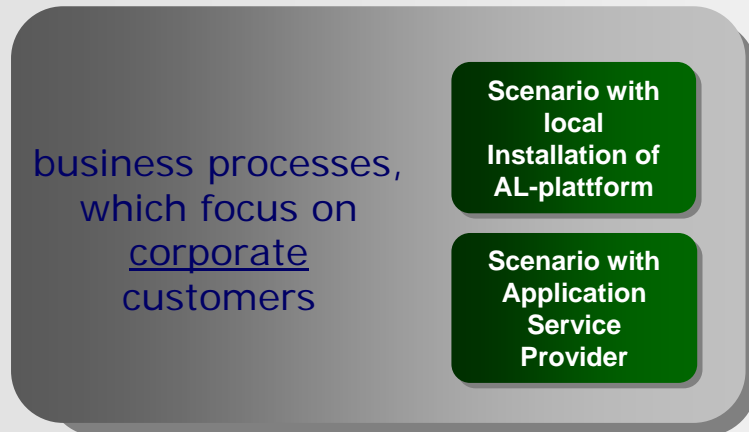 business processes,
which focus on
corporate
customers
Scenario with
local
Installation of
AL-plattform
Scenario with
Application
Service
Provider